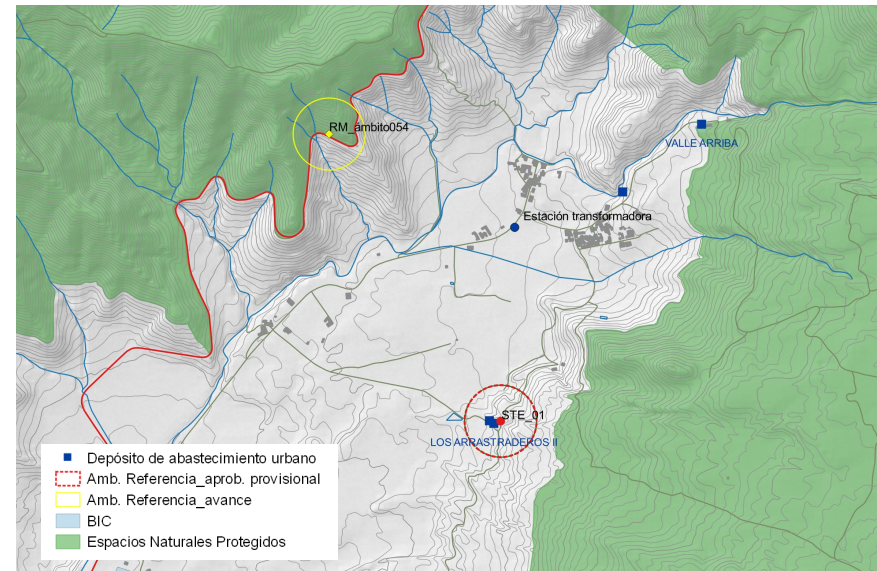 RM_ámbito054
VALLE ARRIBA
Estación transformadora
STE_01
LOS ARRASTRADEROS II
Depósito de abastecimiento urbano
Amb. Referencia_aprob. provisional
Amb. Referencia_avance
BIC
Espacios Naturales Protegidos